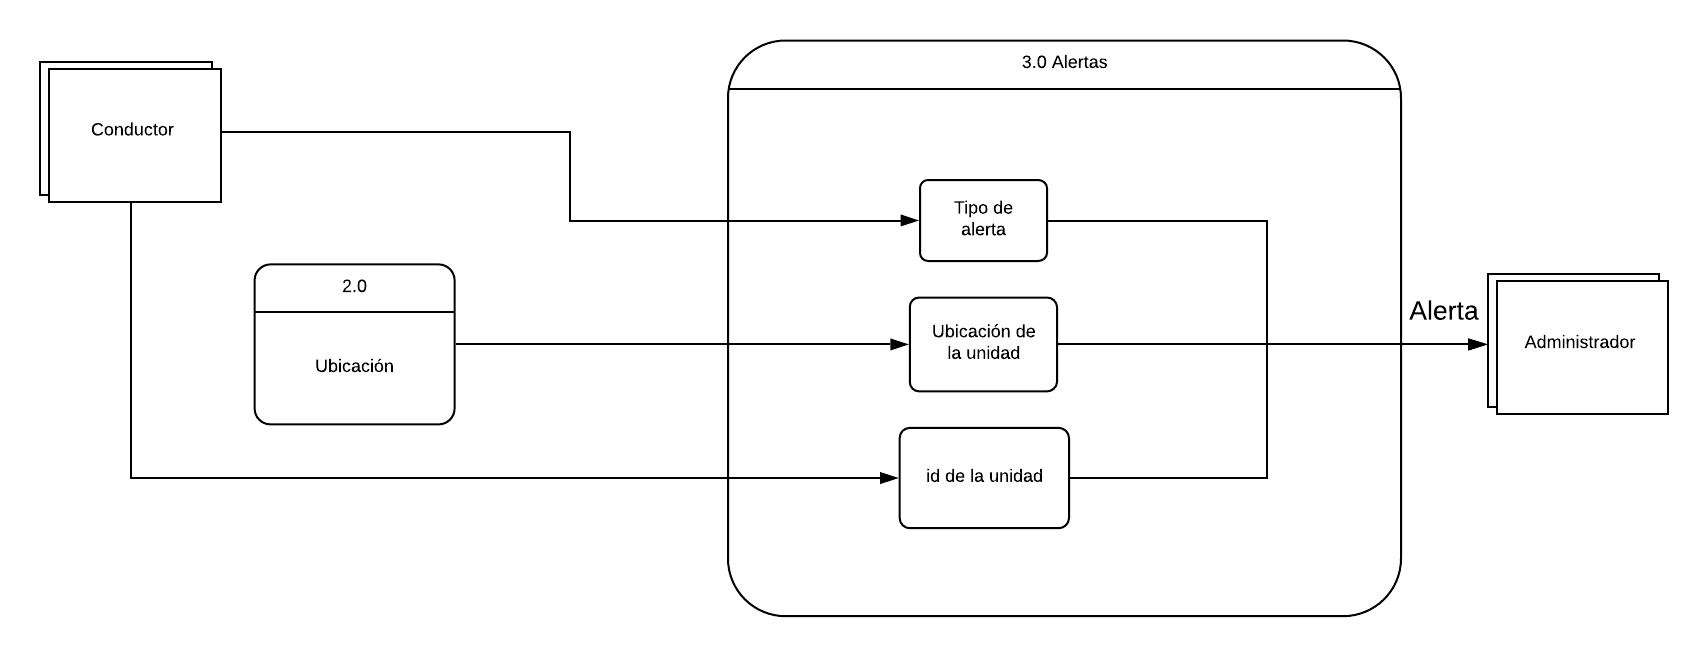 3.0 Alertas
Conductor
Tipo de
alerta
2.0
Ubicación
Ubicación de
la unidad
Alerta
Administrador
id de la unidad